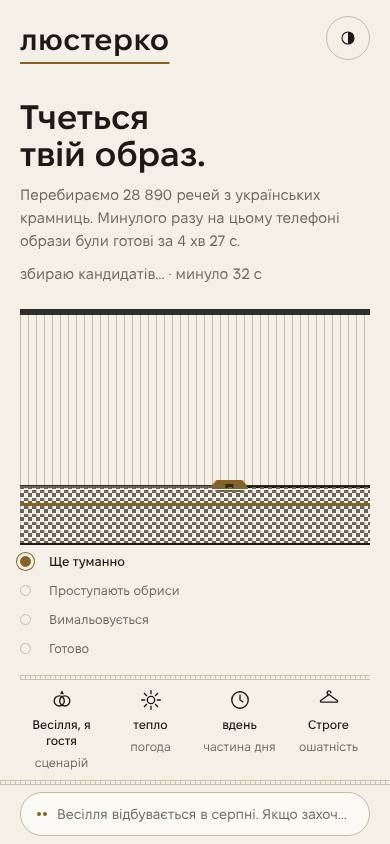 люстерко
Тчеться
твій образ.
Перебираємо 28 890 речей з українських
крамниць. Минулого разу на цьому телефоні
образи були готові за 4 хв 27 с.
збираю кандидатів… · минуло 32 с
Ще туманно
Проступають обриси
Вимальовується
Готово
Весілля, я
гостя
сценарій
тепло
погода
вдень
частина дня
Строге
ошатність
Весілля відбувається в серпні. Якщо захоч…